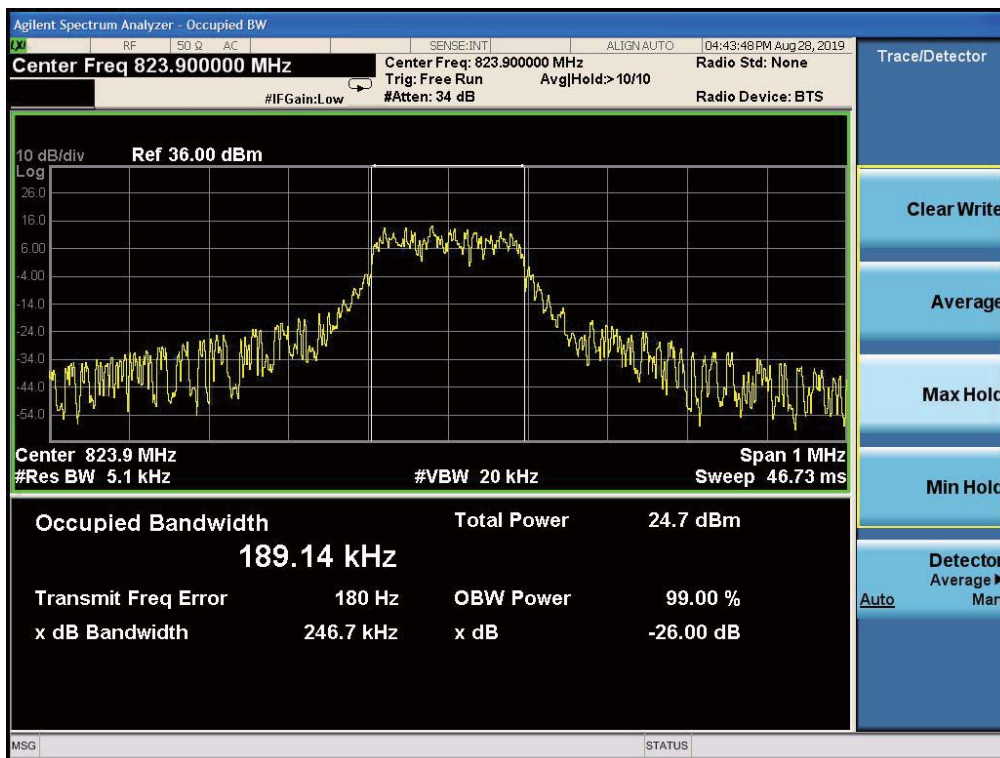 Agilent Spectrum Analyzer - Occupied BW
LXI RF 50 Ω AC SENSE:INT ALIGN AUTO 04:43:48 PM Aug 28, 2019
Center Freq 823.900000 MHz Center Freq: 823.900000 MHz Radio Std: None
Trig: Free Run Avg|Hold:> 10/10
#IFGain:Low #Atten: 34 dB Radio Device: BTS
Trace/Detector
10 dB/div Ref 36.00 dBm
Log
26.0
16.0
6.00
-4.00
-14.0
-24.0
-34.0
-44.0
-54.0
Center 823.9 MHz Span 1 MHz
#Res BW 5.1 kHz #VBW 20 kHz Sweep 46.73 ms
Occupied Bandwidth Total Power 24.7 dBm
189.14 kHz
Transmit Freq Error 180 Hz OBW Power 99.00 %
x dB Bandwidth 246.7 kHz x dB -26.00 dB
Clear Write
Average
Max Hold
Min Hold
Detector
Average
Auto Man
MSG STATUS